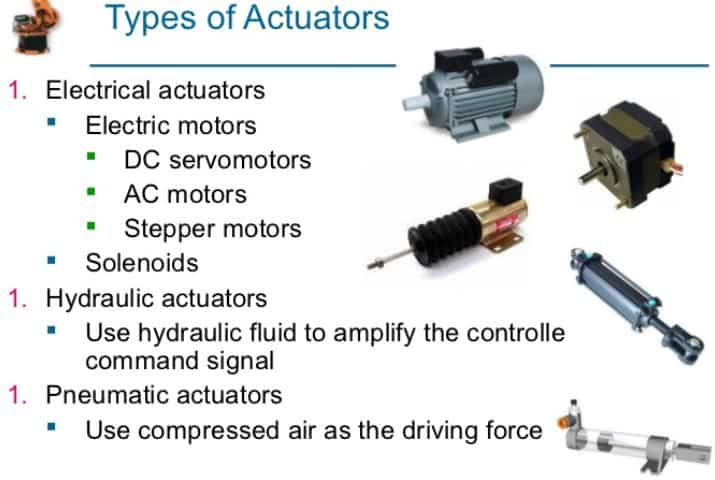 Types of Actuators
1. Electrical actuators
▪ Electric motors
▪ DC servomotors
▪ AC motors
▪ Stepper motors
▪ Solenoids
1. Hydraulic actuators
▪ Use hydraulic fluid to amplify the controlle
command signal
1. Pneumatic actuators
▪ Use compressed air as the driving force